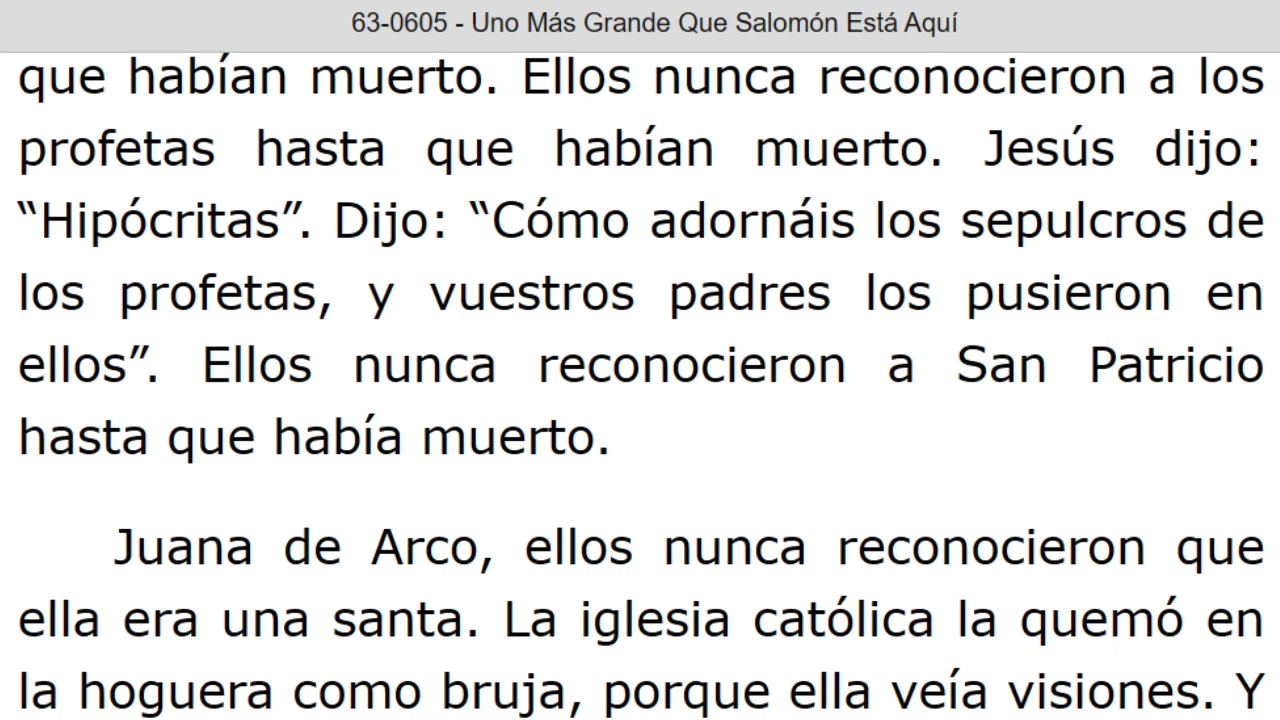 63-0605 - Uno Más Grande Que Salomón Está Aquí
que habían muerto. Ellos nunca reconocieron a los
profetas hasta que habían muerto. Jesús dijo:
“Hipócritas”. Dijo: “Cómo adornáis los sepulcros de
los profetas, y vuestros padres los pusieron en
ellos”. Ellos nunca reconocieron a San Patricio
hasta que había muerto.
Juana de Arco, ellos nunca reconocieron que
ella era una santa. La iglesia católica la quemó en
la hoguera como bruja, porque ella veía visiones. Y